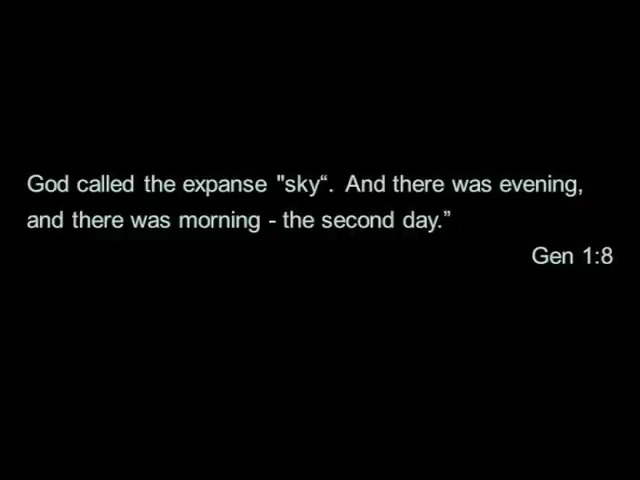 God called the expanse "sky“. And there was evening,
and there was morning - the second day.”
Gen 1:8